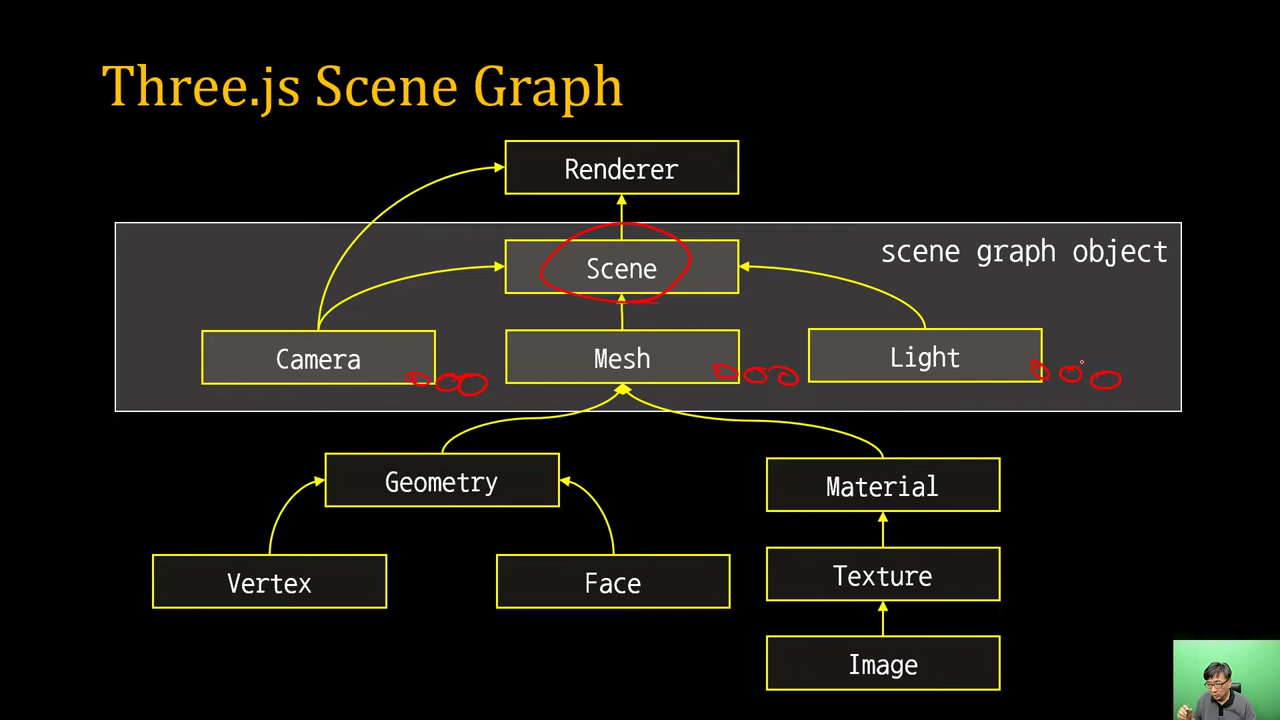 Three.js Scene Graph
Renderer
scene graph object
Scene
Camera
Mesh
Light
Geometry
Material
Vertex
Face
Texture
Image